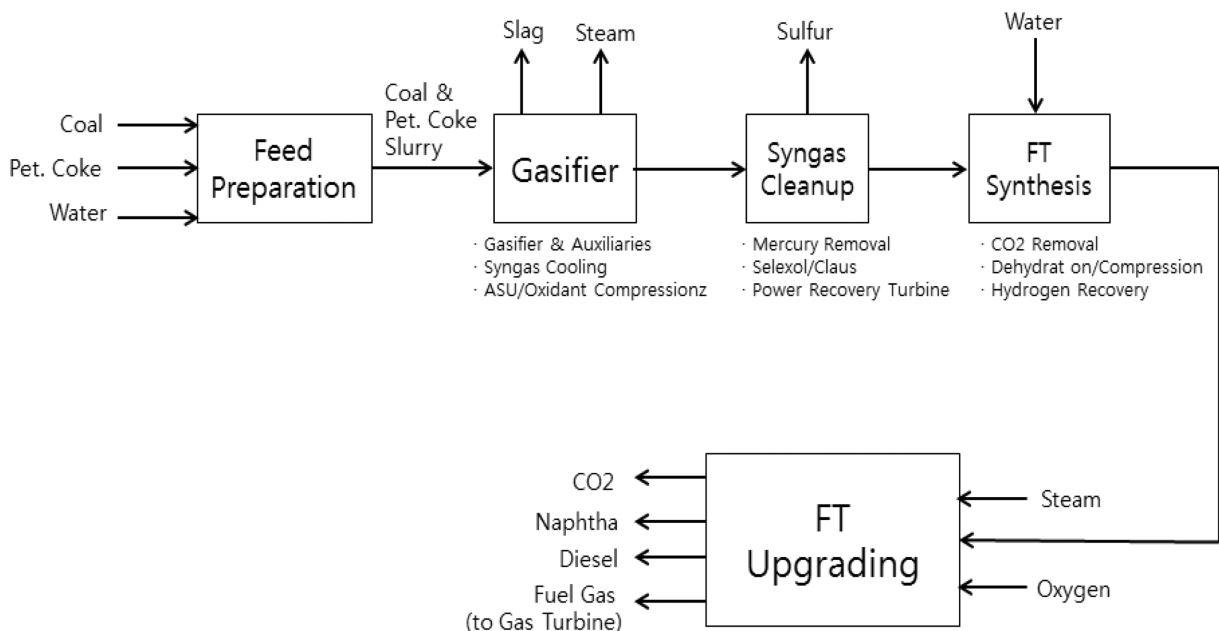 Slag
Steam
Sulfur
Water
Coal
Pet. Coke
Water
Feed
Preparation
Coal &
Pet. Coke
Slurry
Gasifier
Syngas
Cleanup
FT
Synthesis
· Gasifier & Auxiliaries
· Syngas Cooling
· ASU/Oxidant Compressionz
· Mercury Removal
· Selexol/Claus
· Power Recovery Turbine
· CO2 Removal
· Dehydrat on/Compression
· Hydrogen Recovery
CO2
Naphtha
Diesel
Fuel Gas
(to Gas Turbine)
FT
Upgrading
Steam
Oxygen